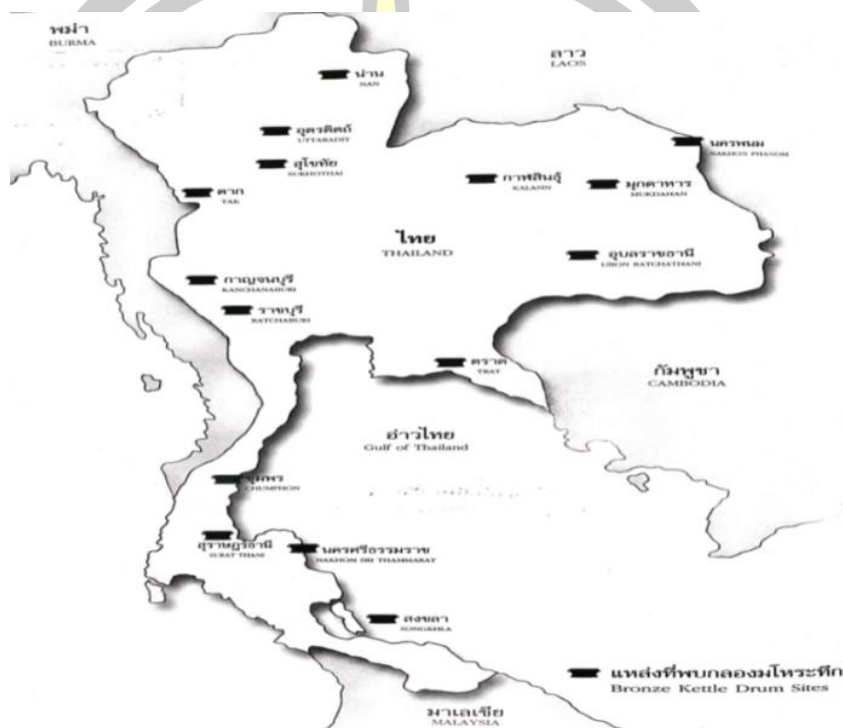 พม่า
BURMA
ลาว
LAOS
น่าน
NAN
อุตรดิตถ์
UTTARADIT
สุโขทัย
SUKHOTHAI
ตาก
TAK
นครพนม
NAKHON PHANOM
กาฬสินธุ์
KALASIN
มุกดาหาร
MUKDAHAN
ไทย
THAILAND
อุบลราชธานี
UBON RATCHATHANI
กาญจนบุรี
KANCHANABURI
ราชบุรี
RATCHABURI
ตราด
TRAT
กัมพูชา
CAMBODIA
อ่าวไทย
Gulf of Thailand
ชุมพร
CHUMPHON
สุราษฎร์ธานี
SURAT THANI
นครศรีธรรมราช
NAKHON SRI THAMMARAT
สงขลา
SONGKHLA
แหล่งที่พบกลองมโหระทึก
Bronze Kettle Drum Sites
มาเลเซีย
MALAYSIA